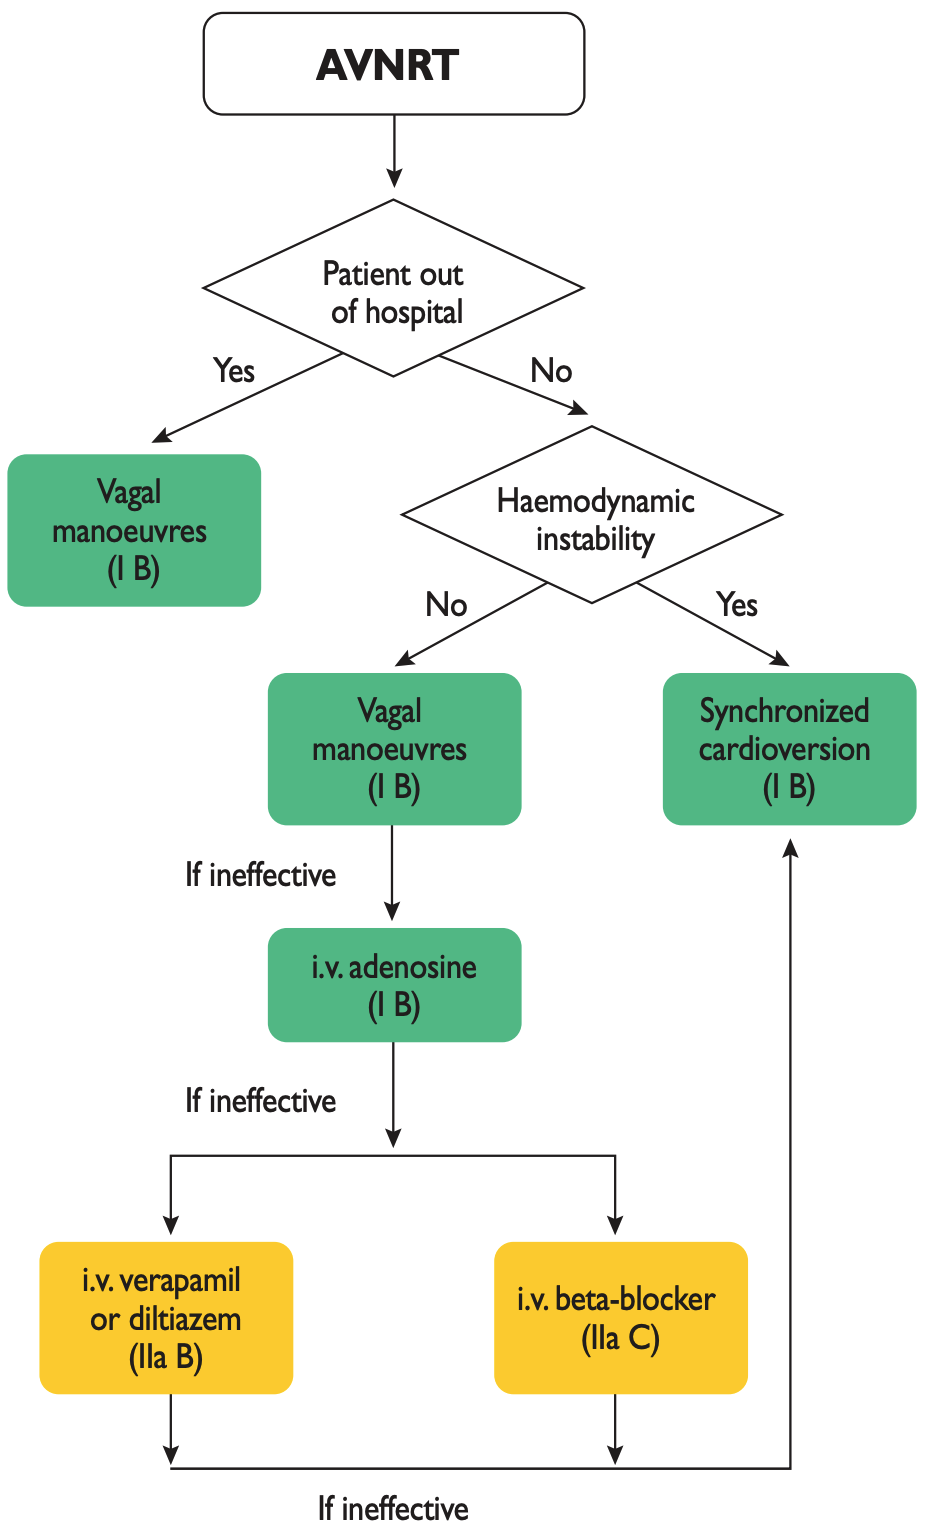 AVNRT
Patient out
of hospital
Yes
No
Vagal
manoeuvres
(I B)
Haemodynamic
instability
No
Yes
Vagal
manoeuvres
(I B)
Synchronized
cardioversion
(I B)
If ineffective
i.v. adenosine
(I B)
If ineffective
i.v. verapamil
or diltiazem
(IIa B)
i.v. beta-blocker
(IIa C)
If ineffective